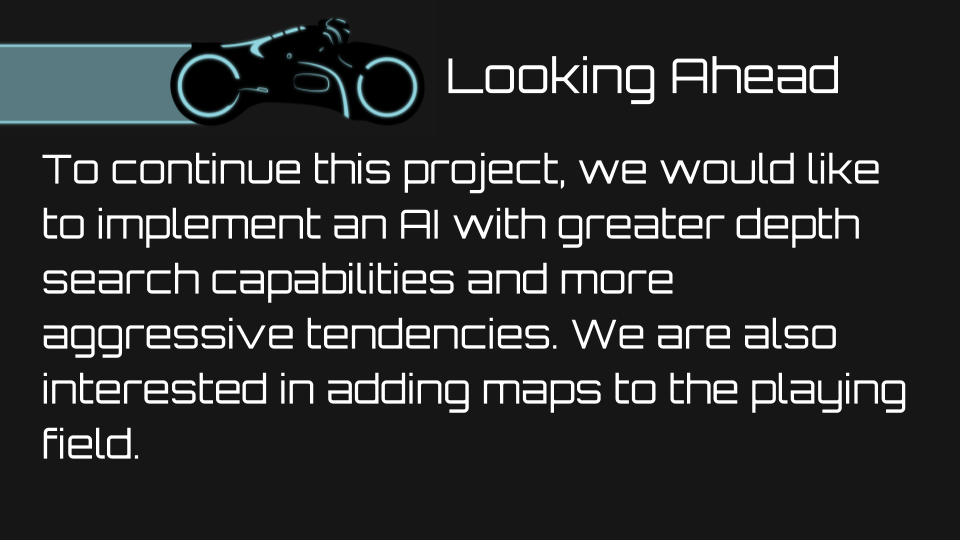 Looking Ahead
To continue this project, we would like
to implement an AI with greater depth
search capabilities and more
aggressive tendencies. We are also
interested in adding maps to the playing
field.